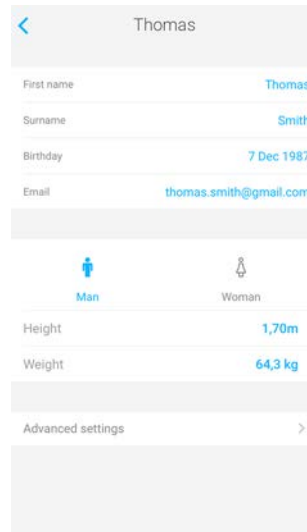 Thomas
First name Thomas
Surname Smith
Birthday 7 Dec 1987
Email thomas.smith@gmail.com
Man Woman
Height 1,70m
Weight 64,3 kg
Advanced settings